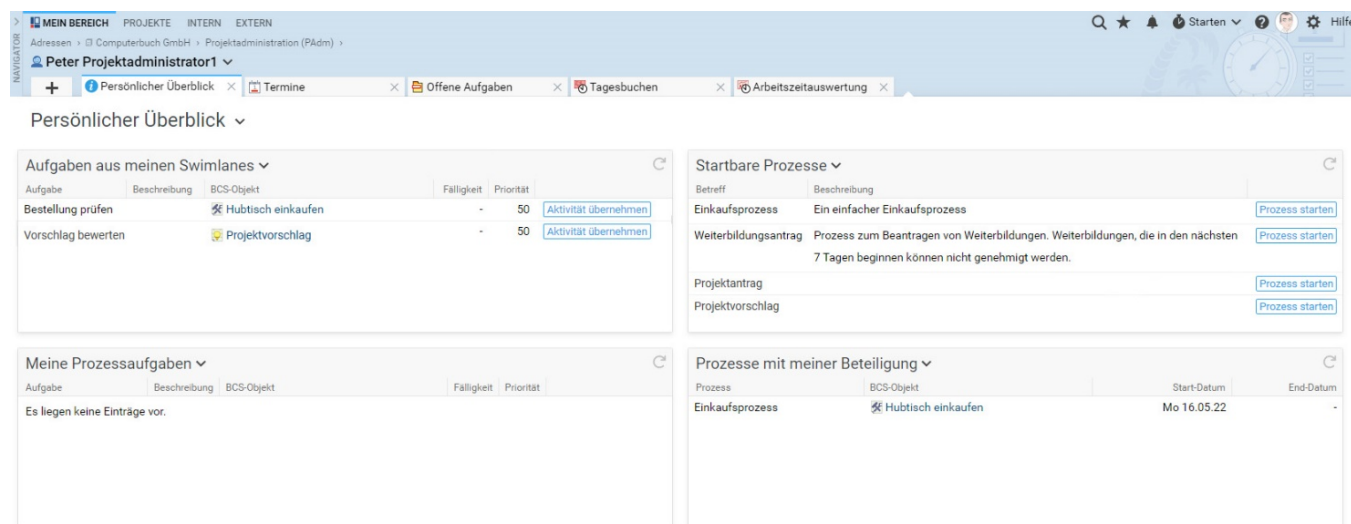 MEIN BEREICH PROJEKTE INTERN EXTERN Starten Hilfe
NAVIGATOR
Adressen › Computerbuch GmbH › Projektadministration (PAdm) ›
Peter Projektadministrator1
+ Persönlicher Überblick × Termine × Offene Aufgaben × Tagesbuchen × Arbeitszeitauswertung ×
Persönlicher Überblick
Aufgaben aus meinen Swimlanes
Aufgabe Beschreibung BCS-Objekt Fälligkeit Priorität
Bestellung prüfen Hubtisch einkaufen - 50 Aktivität übernehmen
Vorschlag bewerten Projektvorschlag - 50 Aktivität übernehmen
Startbare Prozesse
Betreff Beschreibung
Einkaufsprozess Ein einfacher Einkaufsprozess Prozess starten
Weiterbildungsantrag Prozess zum Beantragen von Weiterbildungen. Weiterbildungen, die in den nächsten Prozess starten
7 Tagen beginnen können nicht genehmigt werden.
Projektantrag Prozess starten
Projektvorschlag Prozess starten
Meine Prozessaufgaben
Aufgabe Beschreibung BCS-Objekt Fälligkeit Priorität
Es liegen keine Einträge vor.
Prozesse mit meiner Beteiligung
Prozess BCS-Objekt Start-Datum End-Datum
Einkaufsprozess Hubtisch einkaufen Mo 16.05.22 -